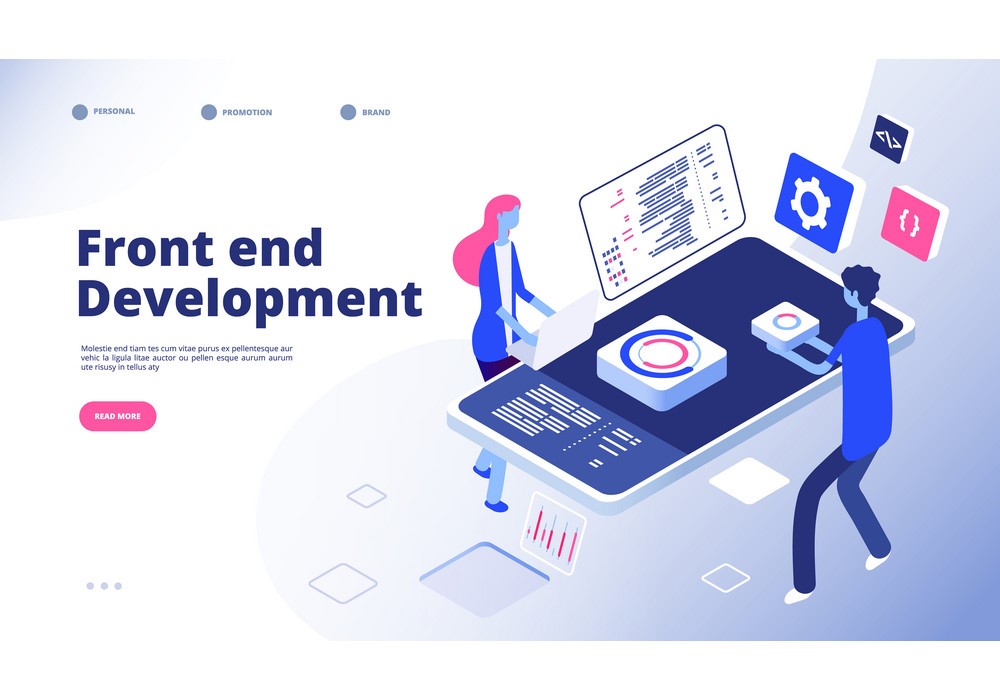 PERSONAL
PROMOTION
BRAND
Front end
Development
Molestie end tiam tes cum vitae purus ex pellentesque aur
vehic la ligula litae auctor ou pellen esque aurum aurum
ute risusy in tellus aty
READ MORE